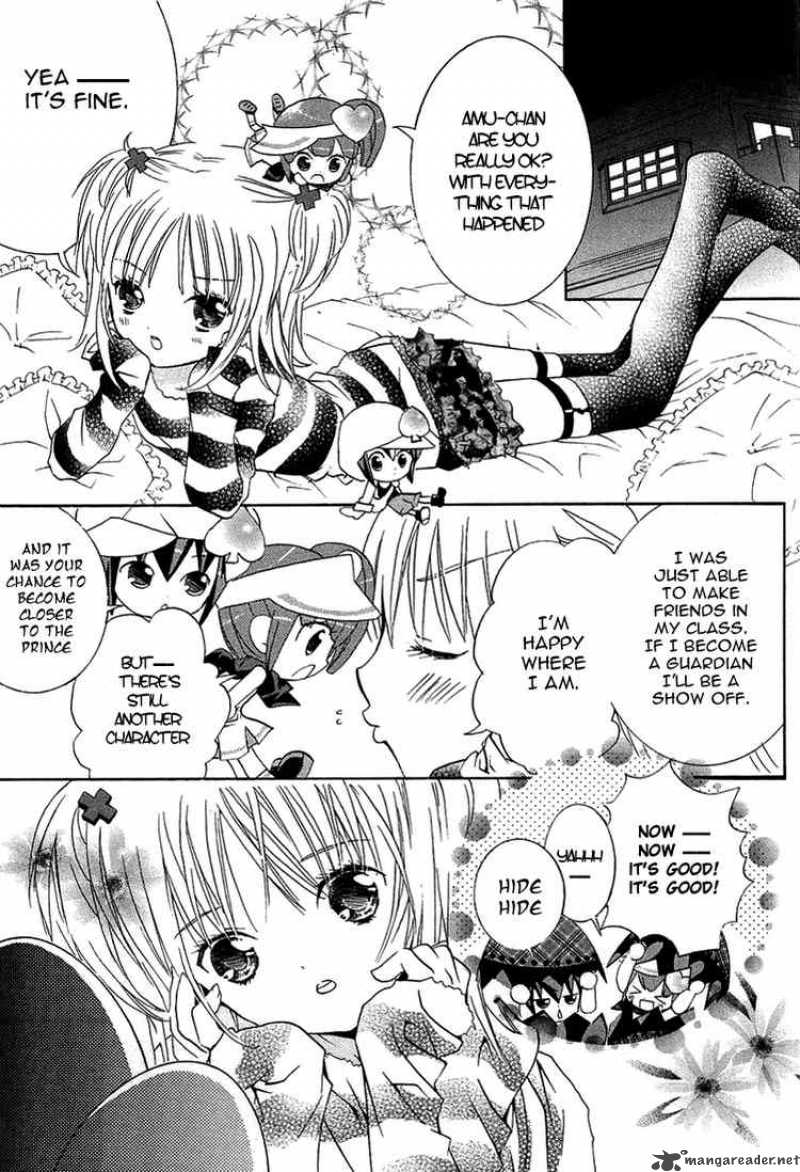 AMU-CHAN
ARE YOU
REALLY OK?
WITH EVERY-
THING THAT
HAPPENED
YEA —
IT'S FINE.
I WAS
JUST ABLE
TO MAKE
FRIENDS IN
MY CLASS.
IF I BECOME
A GUARDIAN
I'LL BE A
SHOW OFF.
I'M
HAPPY
WHERE
I AM.
BUT—
THERE'S
STILL
ANOTHER
CHARACTER
AND IT
WAS YOUR
CHANCE TO
BECOME
CLOSER
TO THE
PRINCE
NOW —
NOW —
IT'S GOOD!
IT'S GOOD!
YAHHH
—
HIDE
HIDE
mangareader.net